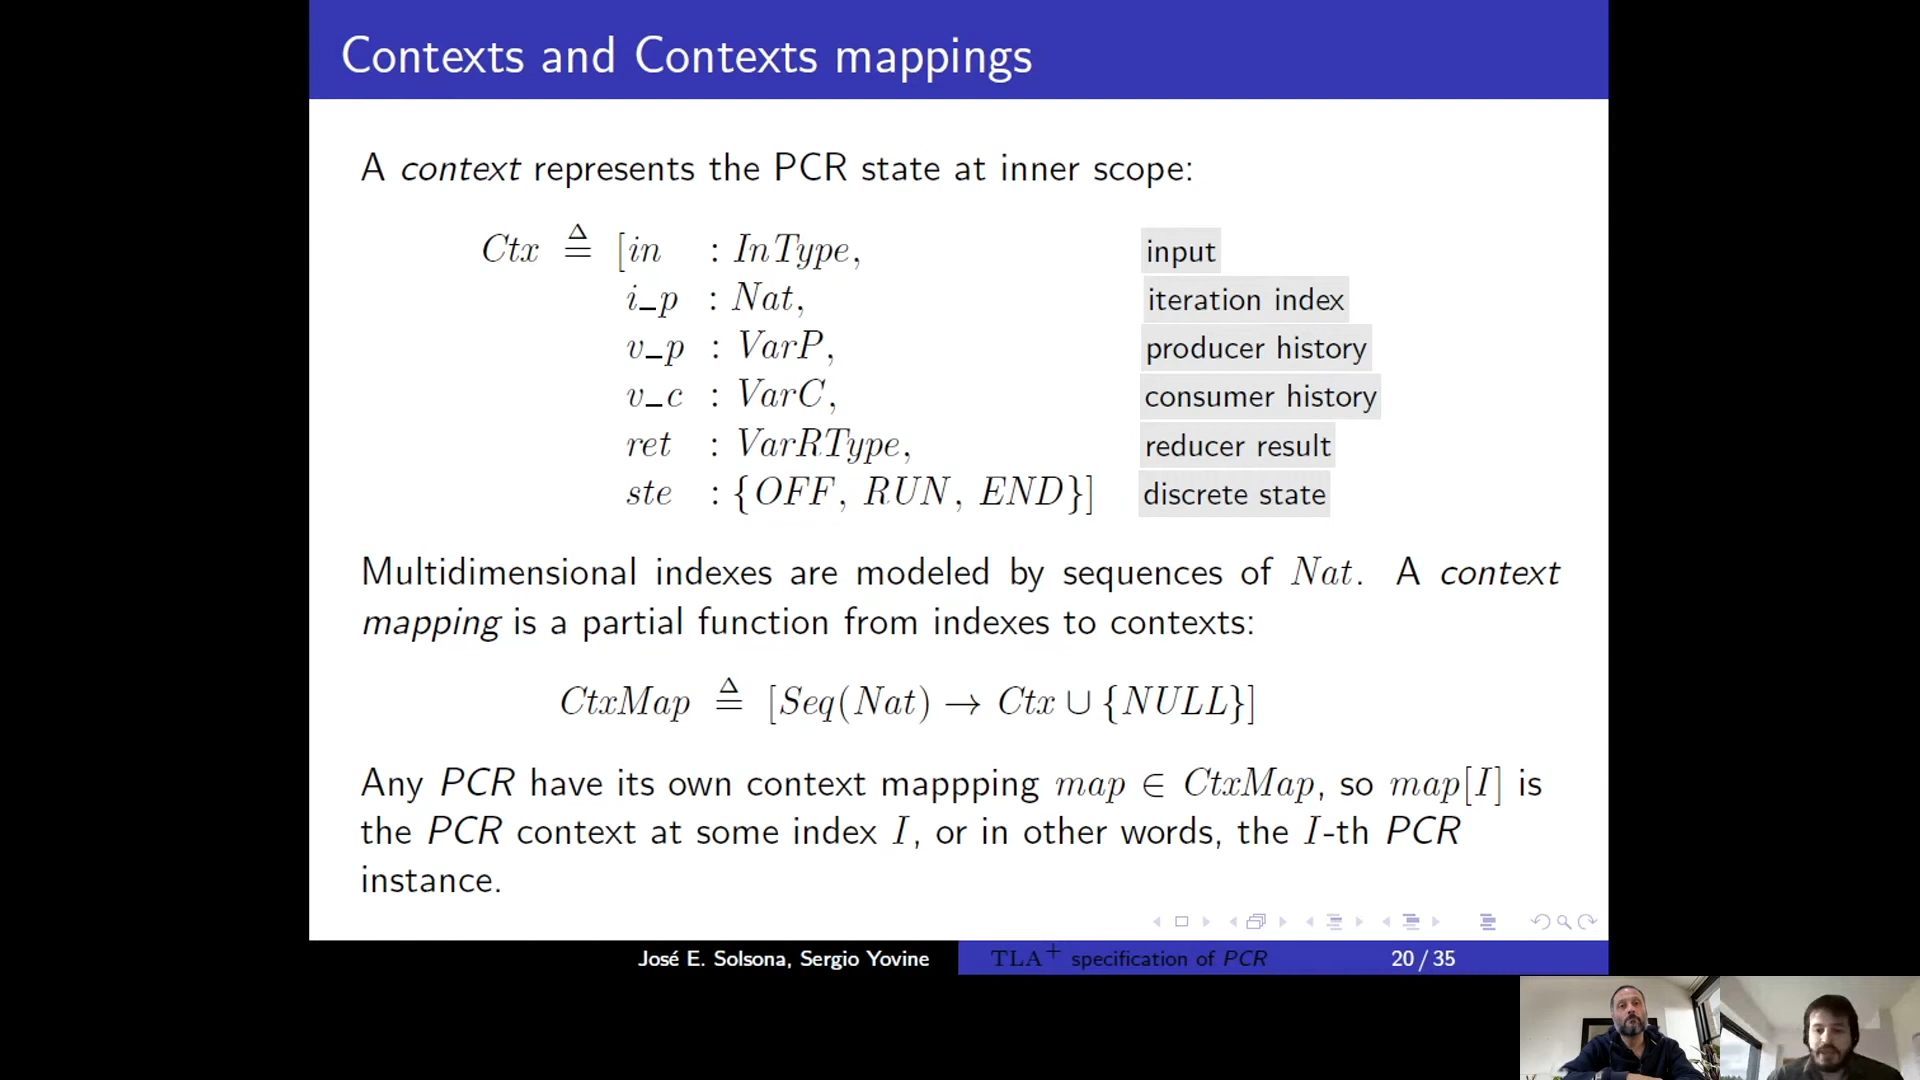 Contexts and Contexts mappings
A context represents the PCR state at inner scope:
Ctx ≜ [in : InType, input
i_p : Nat, iteration index
v_p : VarP, producer history
v_c : VarC, consumer history
ret : VarRType, reducer result
ste : {OFF, RUN, END}] discrete state
Multidimensional indexes are modeled by sequences of Nat. A context
mapping is a partial function from indexes to contexts:
CtxMap ≜ [Seq(Nat) → Ctx ∪ {NULL}]
Any PCR have its own context mappping map ∈ CtxMap, so map[I] is
the PCR context at some index I, or in other words, the I-th PCR
instance.
José E. Solsona, Sergio Yovine TLA+ specification of PCR 20 / 35